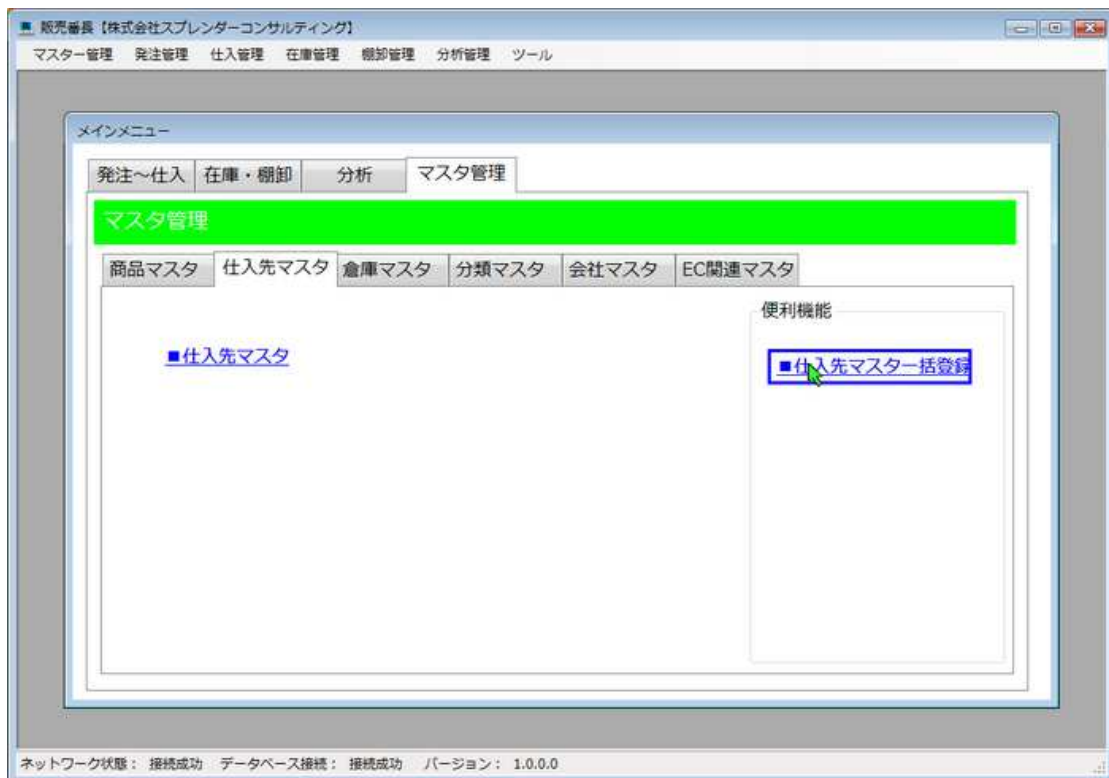 販売番長【株式会社スプレンダーコンサルティング】
マスター管理 発注管理 仕入管理 在庫管理 棚卸管理 分析管理 ツール
メインメニュー
発注～仕入 在庫・棚卸 分析 マスタ管理
マスタ管理
商品マスタ 仕入先マスタ 倉庫マスタ 分類マスタ 会社マスタ EC関連マスタ
便利機能
■仕入先マスタ
■仕入先マスタ一括登録
ネットワーク状態： 接続成功 データベース接続： 接続成功 バージョン： 1.0.0.0